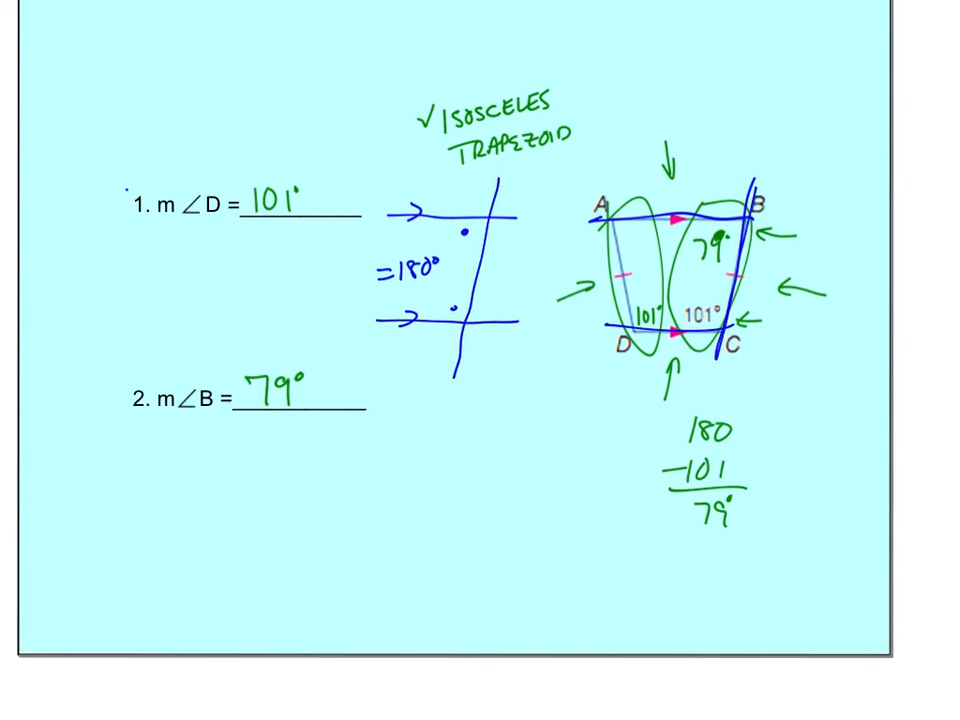 ✓ ISOSCELES
TRAPEZOID
1. m ∠D = 101°
= 180°
A
B
79°
101°
101°
D
C
2. m∠B = 79°
180
-101
79°